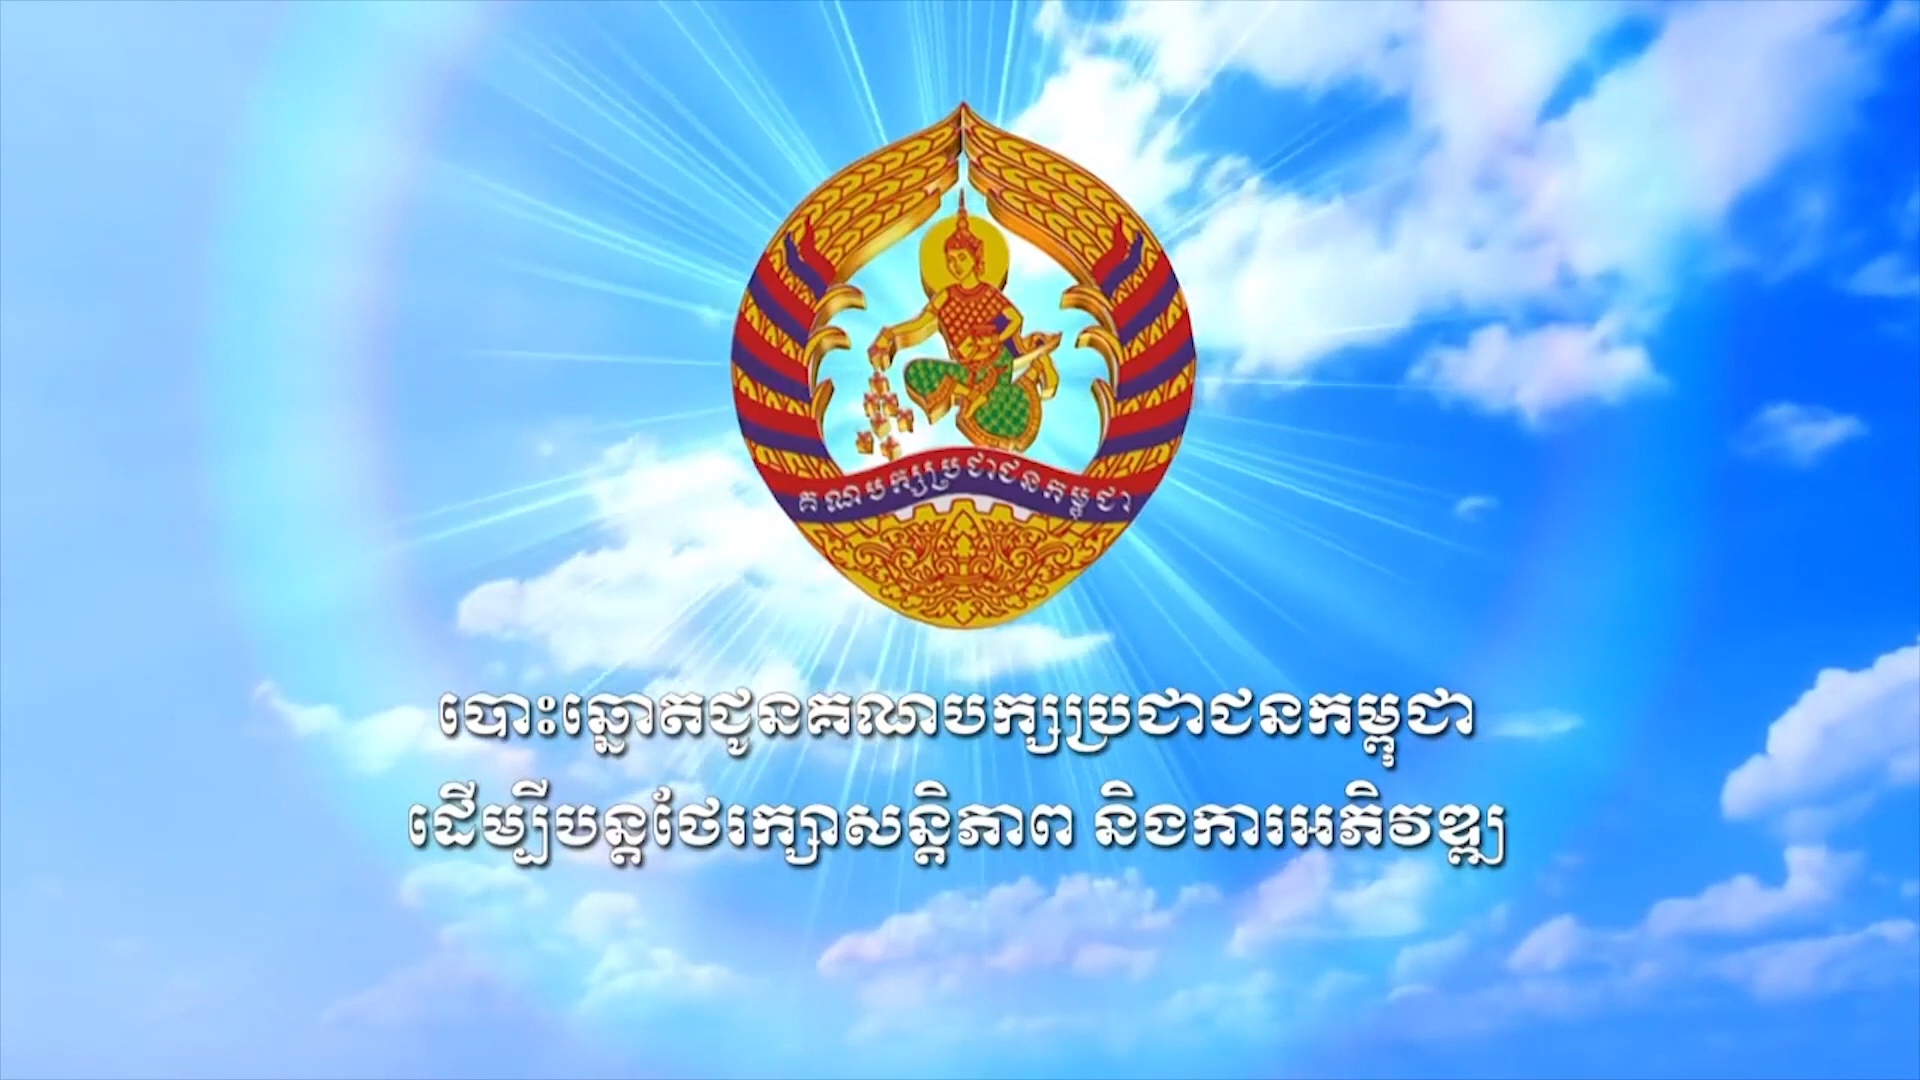 គណបក្សប្រជាជនកម្ពុជា
បោះឆ្នោតជូនគណបក្សប្រជាជនកម្ពុជា
ដើម្បីបន្តថែរក្សាសន្តិភាព និងការអភិវឌ្ឍ